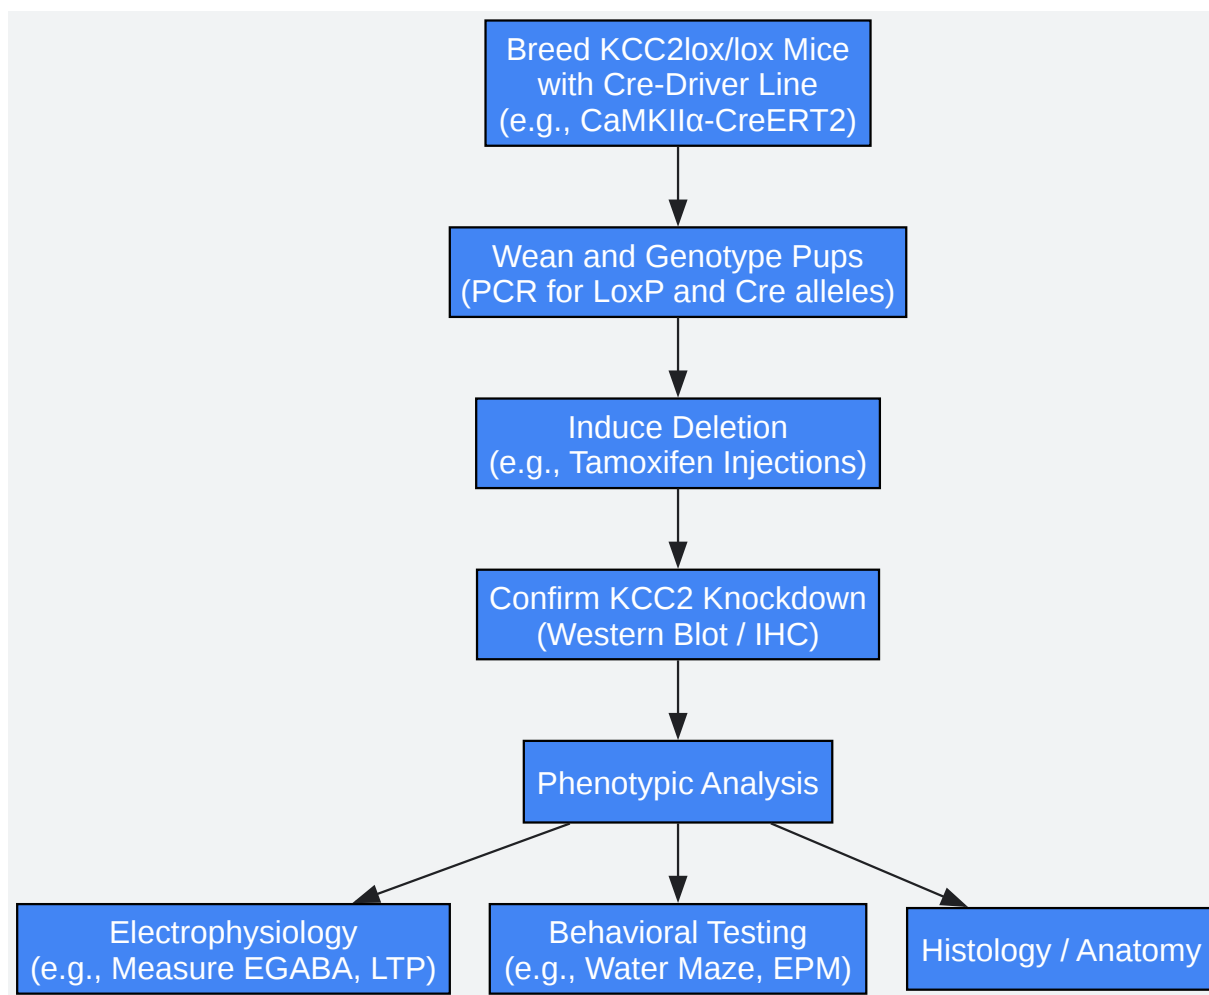 Breed KCC2lox/lox Mice
with Cre-Driver Line
(e.g., CaMKIIα-CreERT2)
Wean and Genotype Pups
(PCR for LoxP and Cre alleles)
Induce Deletion
(e.g., Tamoxifen Injections)
Confirm KCC2 Knockdown
(Western Blot / IHC)
Phenotypic Analysis
Electrophysiology
(e.g., Measure EGABA, LTP)
Behavioral Testing
(e.g., Water Maze, EPM)
Histology / Anatomy